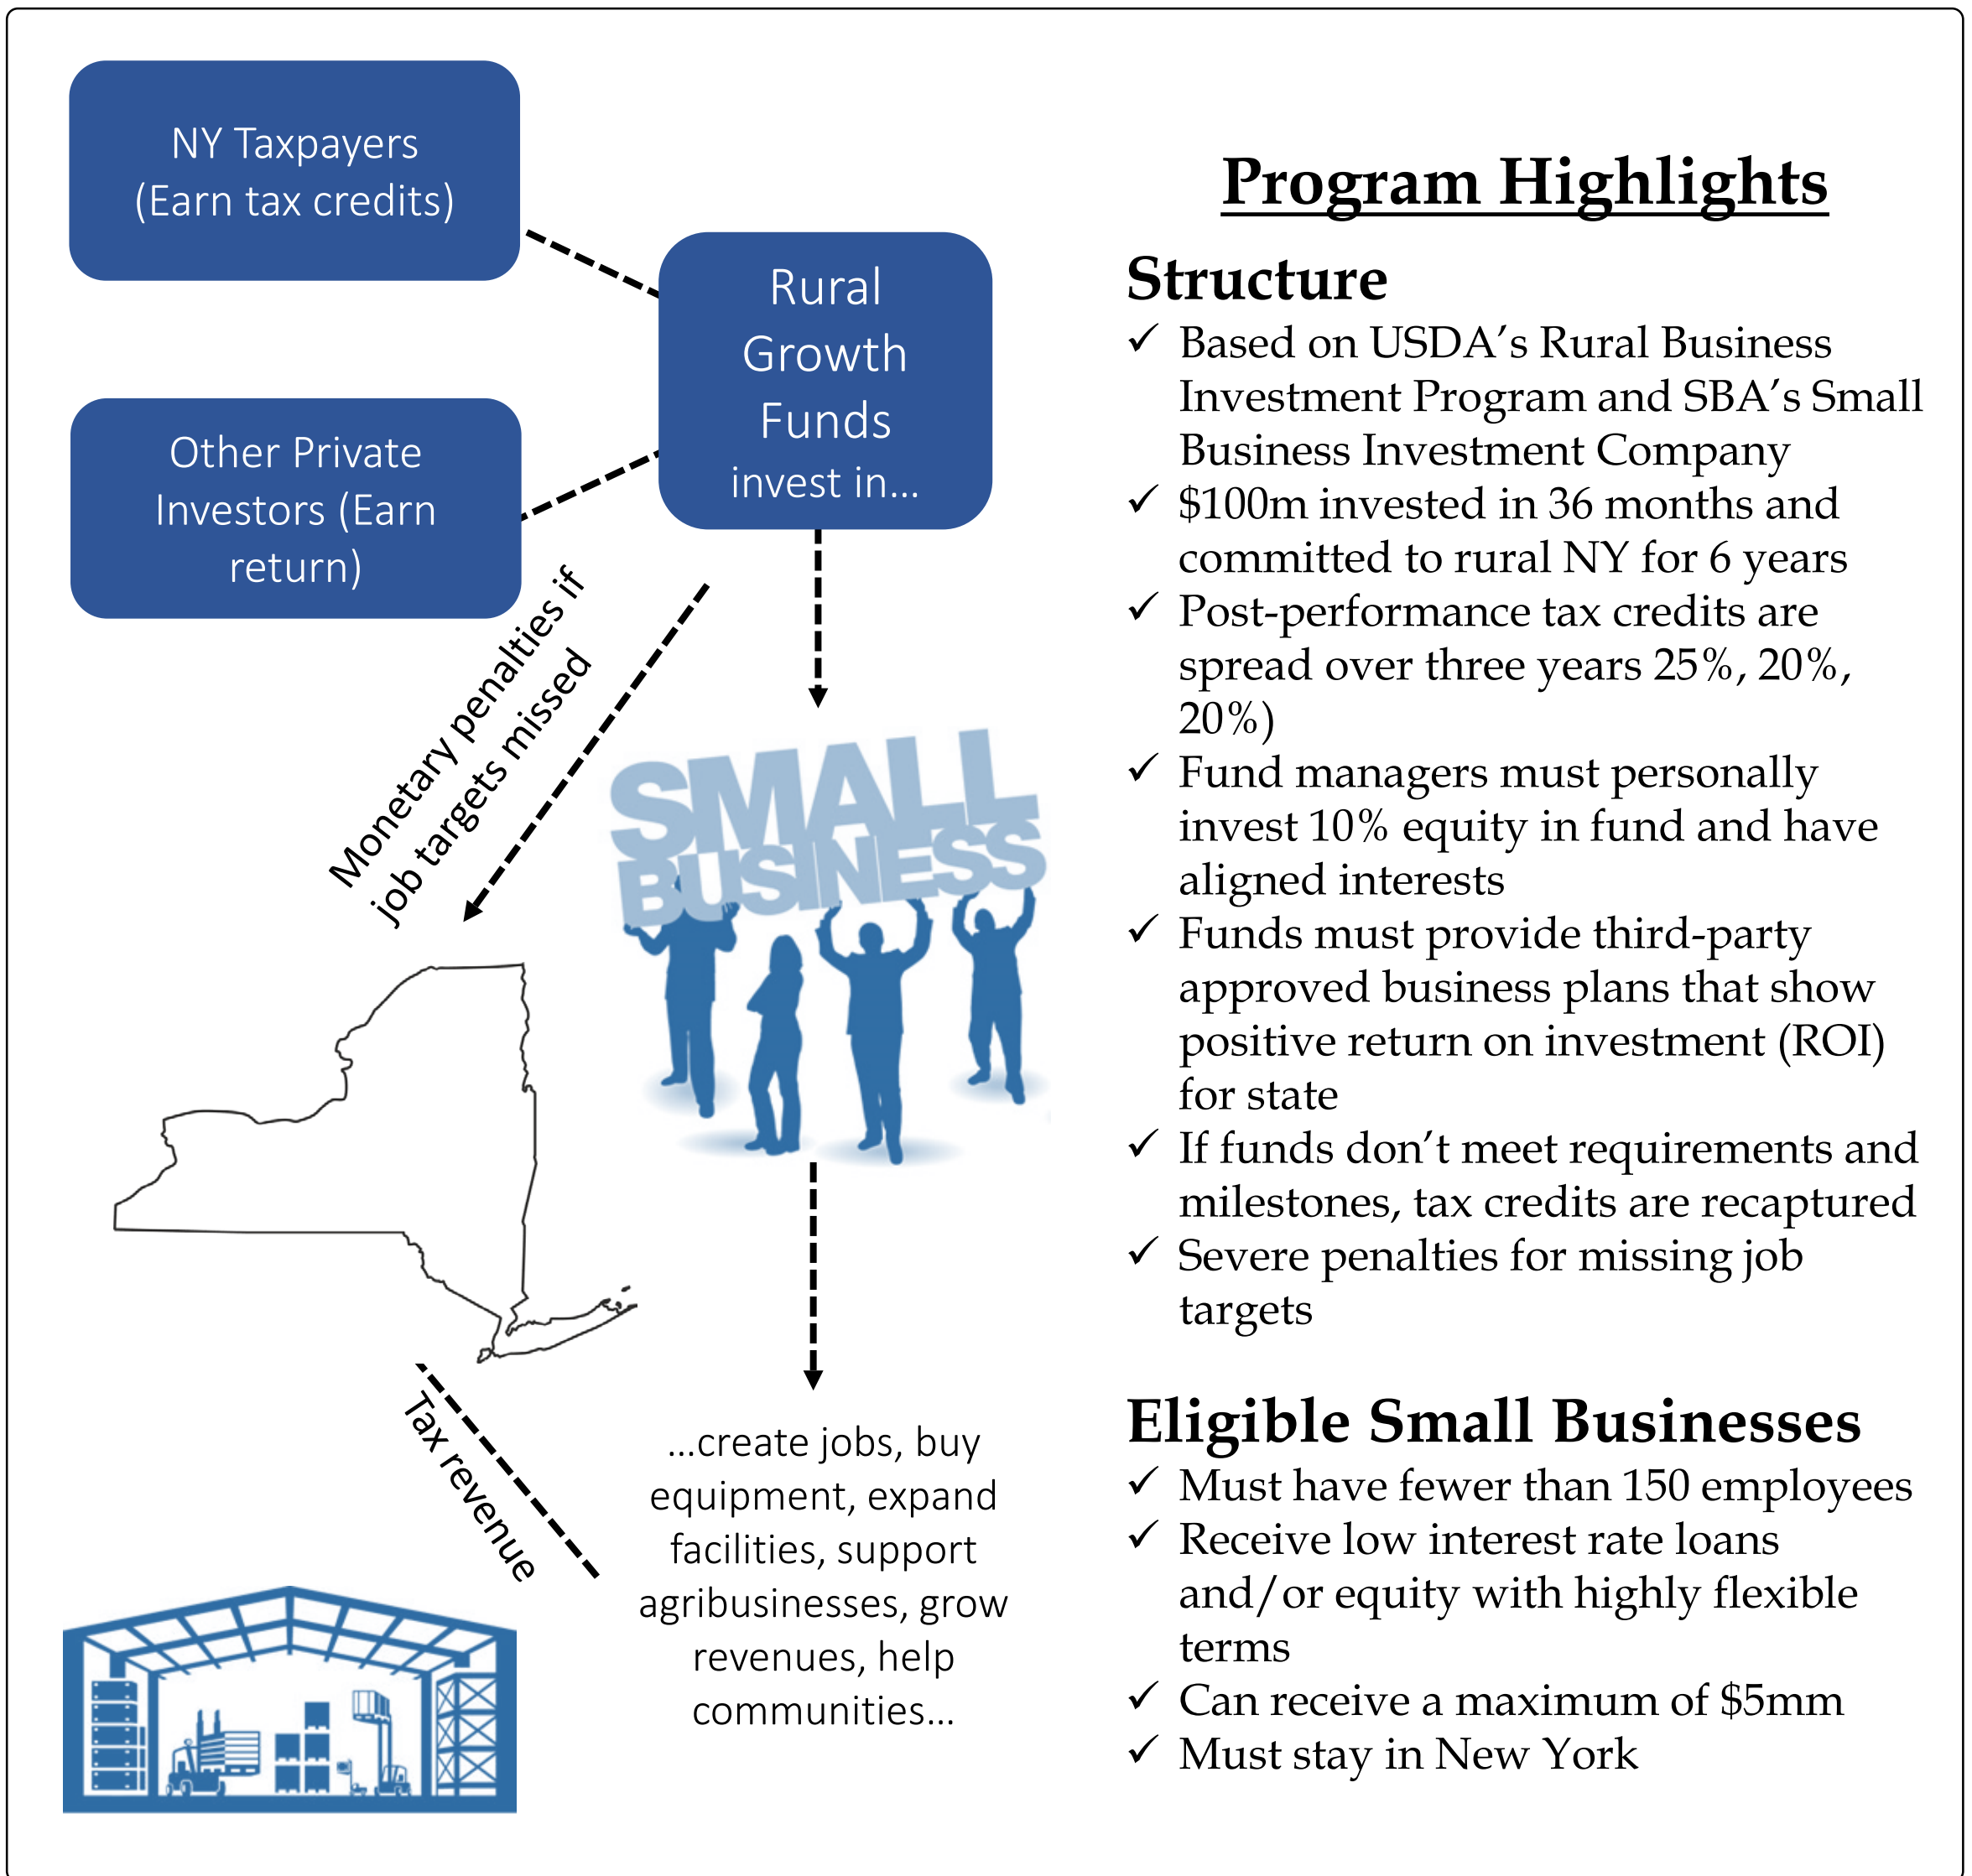 NY Taxpayers
(Earn tax credits)
Other Private
Investors (Earn
return)
Rural
Growth
Funds
invest in...
Monetary penalties if
job targets missed
SMALL
BUSINESS
Tax revenue
...create jobs, buy
equipment, expand
facilities, support
agribusinesses, grow
revenues, help
communities...
Program Highlights
Structure
✓ Based on USDA’s Rural Business
Investment Program and SBA’s Small
Business Investment Company
✓ $100m invested in 36 months and
committed to rural NY for 6 years
✓ Post-performance tax credits are
spread over three years 25%, 20%,
20%)
✓ Fund managers must personally
invest 10% equity in fund and have
aligned interests
✓ Funds must provide third-party
approved business plans that show
positive return on investment (ROI)
for state
✓ If funds don’t meet requirements and
milestones, tax credits are recaptured
✓ Severe penalties for missing job
targets
Eligible Small Businesses
✓ Must have fewer than 150 employees
✓ Receive low interest rate loans
and/or equity with highly flexible
terms
✓ Can receive a maximum of $5mm
✓ Must stay in New York